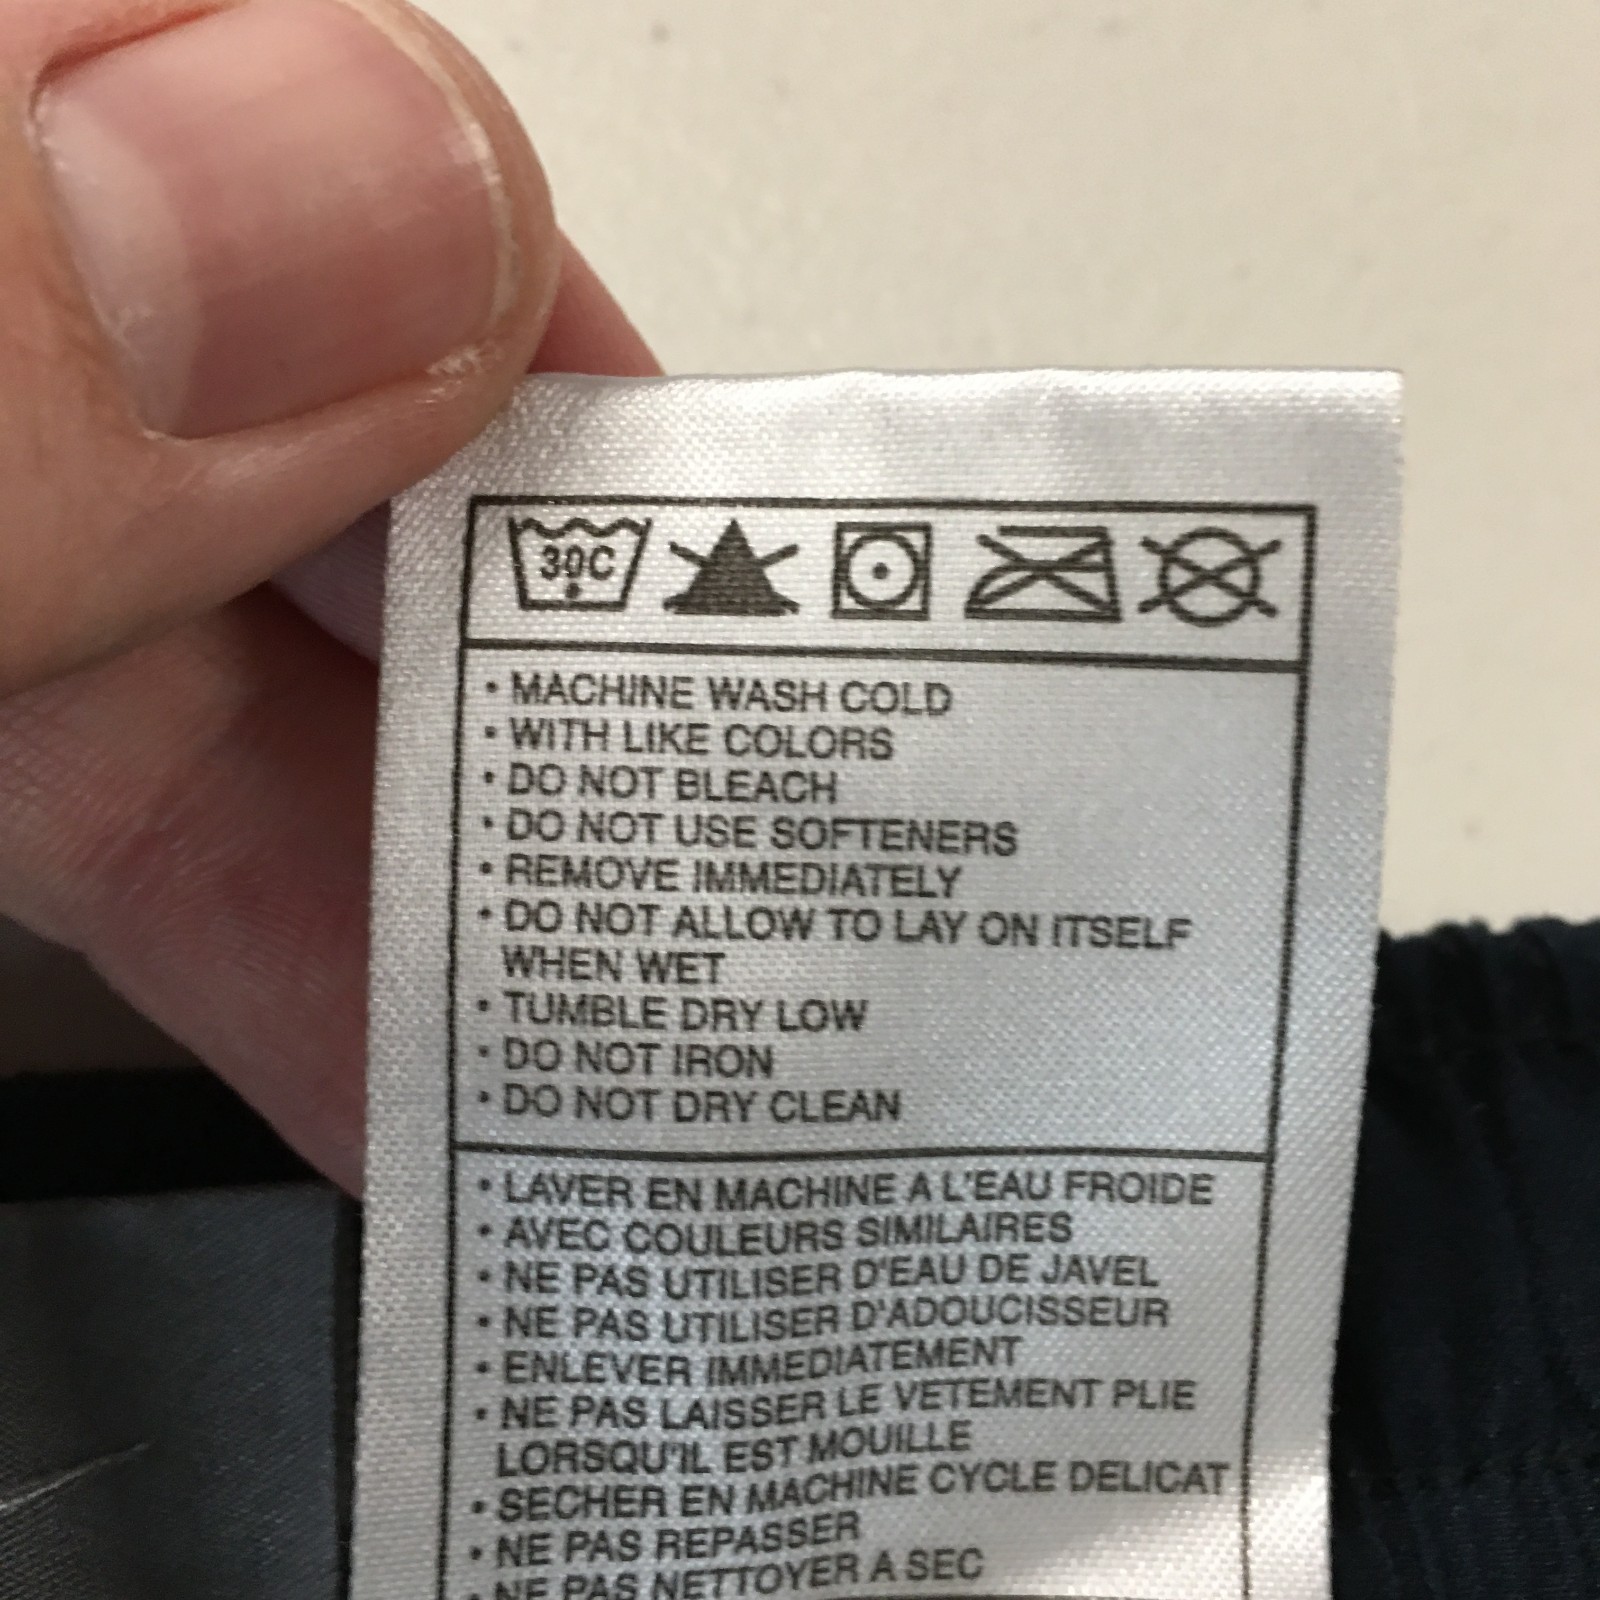 30C
• MACHINE WASH COLD
• WITH LIKE COLORS
• DO NOT BLEACH
• DO NOT USE SOFTENERS
• REMOVE IMMEDIATELY
• DO NOT ALLOW TO LAY ON ITSELF
WHEN WET
• TUMBLE DRY LOW
• DO NOT IRON
• DO NOT DRY CLEAN
• LAVER EN MACHINE A L'EAU FROIDE
• AVEC COULEURS SIMILAIRES
• NE PAS UTILISER D'EAU DE JAVEL
• NE PAS UTILISER D'ADOUCISSEUR
• ENLEVER IMMEDIATEMENT
• NE PAS LAISSER LE VETEMENT PLIE
LORSQU'IL EST MOUILLE
• SECHER EN MACHINE CYCLE DELICAT
• NE PAS REPASSER
• NE PAS NETTOYER A SEC